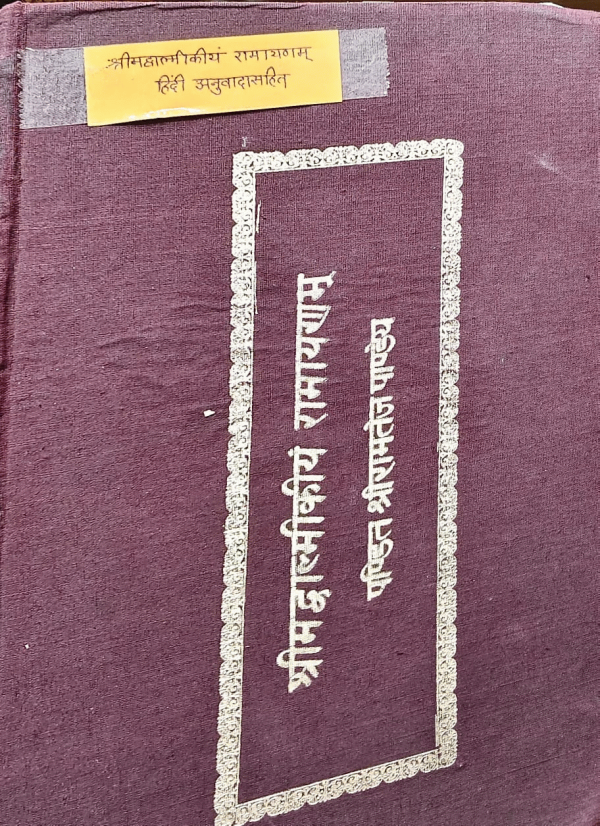 श्रीमद्वाल्मीकीयं रामायणम्
हिंदी अनुवादासहित
श्रीमद्वाल्मीकीयं रामायणम्
पण्डित श्रीरामतेज पाण्डेय